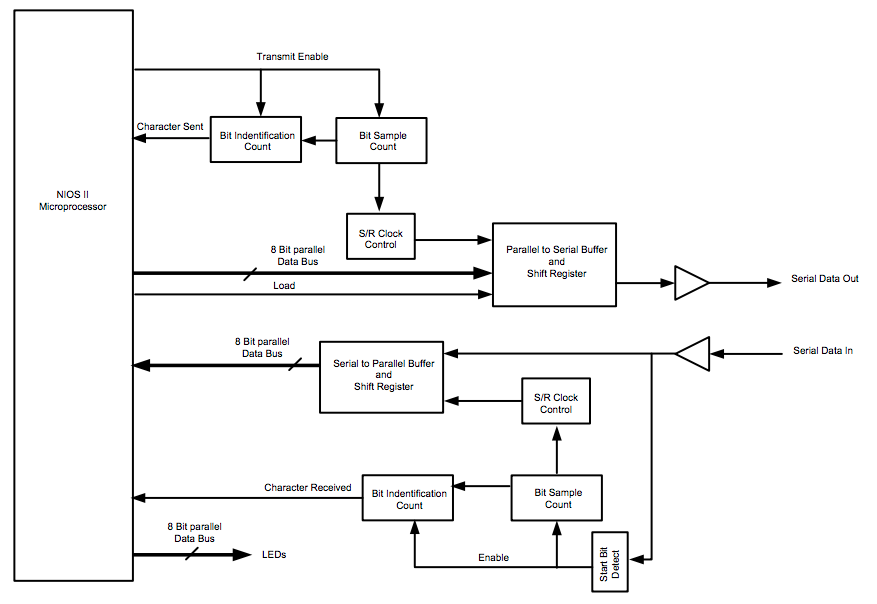 Transmit Enable
Character Sent
Bit Indentification
Count
Bit Sample
Count
NIOS II
Microprocessor
S/R Clock
Control
8 Bit parallel
Data Bus
Load
Parallel to Serial Buffer
and
Shift Register
Serial Data Out
8 Bit parallel
Data Bus
Serial to Parallel Buffer
and
Shift Register
Serial Data In
S/R Clock
Control
Character Received
Bit Indentification
Count
Bit Sample
Count
8 Bit parallel
Data Bus
LEDs
Enable
Start Bit
Detect